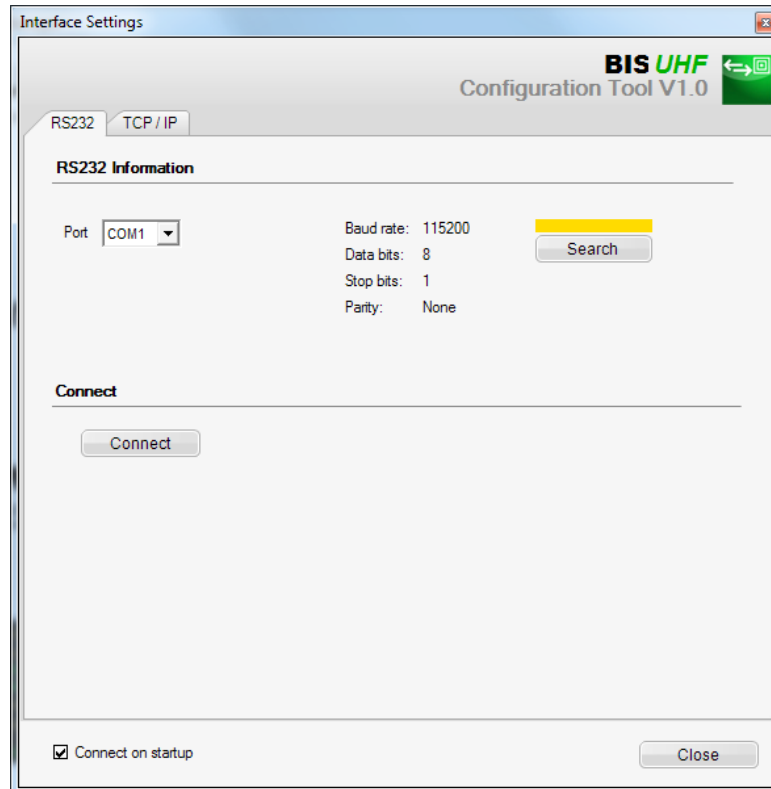 Interface Settings
BIS UHF
Configuration Tool V1.0
RS232 TCP / IP
RS232 Information
Port COM1
Baud rate: 115200
Search
Data bits: 8
Stop bits: 1
Parity: None
Connect
Connect
Connect on startup
Close